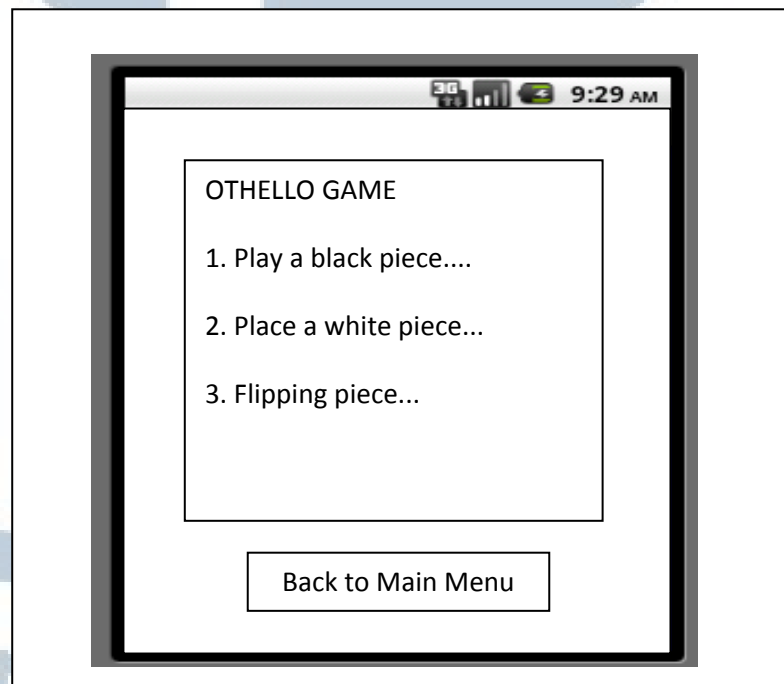 3G 9:29 AM
OTHELLO GAME
1. Play a black piece....
2. Place a white piece...
3. Flipping piece...
Back to Main Menu